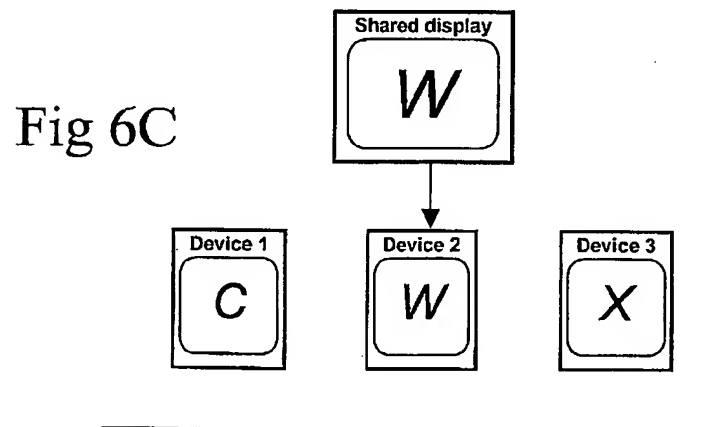 Shared display
W
Fig 6C
Device 1
C
Device 2
W
Device 3
X